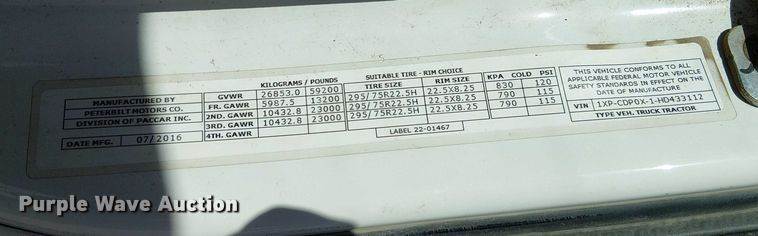 KILOGRAMS / POUNDS SUITABLE TIRE - RIM CHOICE
TIRE SIZE RIM SIZE KPA COLD PSI
GVWR 26853.0 59200
MANUFACTURED BY FR. GAWR 5987.5 13200 295/75R22.5H 22.5X8.25 830 120
PETERBILT MOTORS CO. 2ND. GAWR 10432.8 23000 295/75R22.5H 22.5X8.25 790 115
DIVISION OF PACCAR INC. 3RD. GAWR 10432.8 23000 295/75R22.5H 22.5X8.25 790 115
DATE MFG. 07/2016 4TH. GAWR
LABEL 22-01467
THIS VEHICLE CONFORMS TO ALL
APPLICABLE FEDERAL MOTOR VEHICLE
SAFETY STANDARDS IN EFFECT ON THE
DATE OF MANUFACTURE
VIN 1XP-CDP0X-1-HD433112
TYPE VEH. TRUCK TRACTOR
Purple Wave Auction